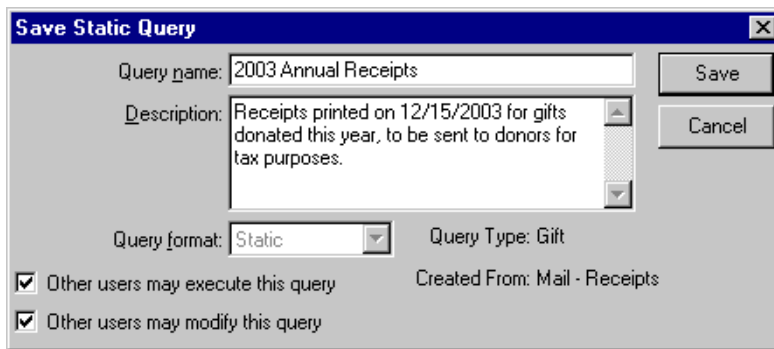 Save Static Query
Query name: 2003 Annual Receipts
Save
Description: Receipts printed on 12/15/2003 for gifts
donated this year, to be sent to donors for
tax purposes.
Cancel
Query format: Static
Query Type: Gift
Other users may execute this query
Created From: Mail - Receipts
Other users may modify this query